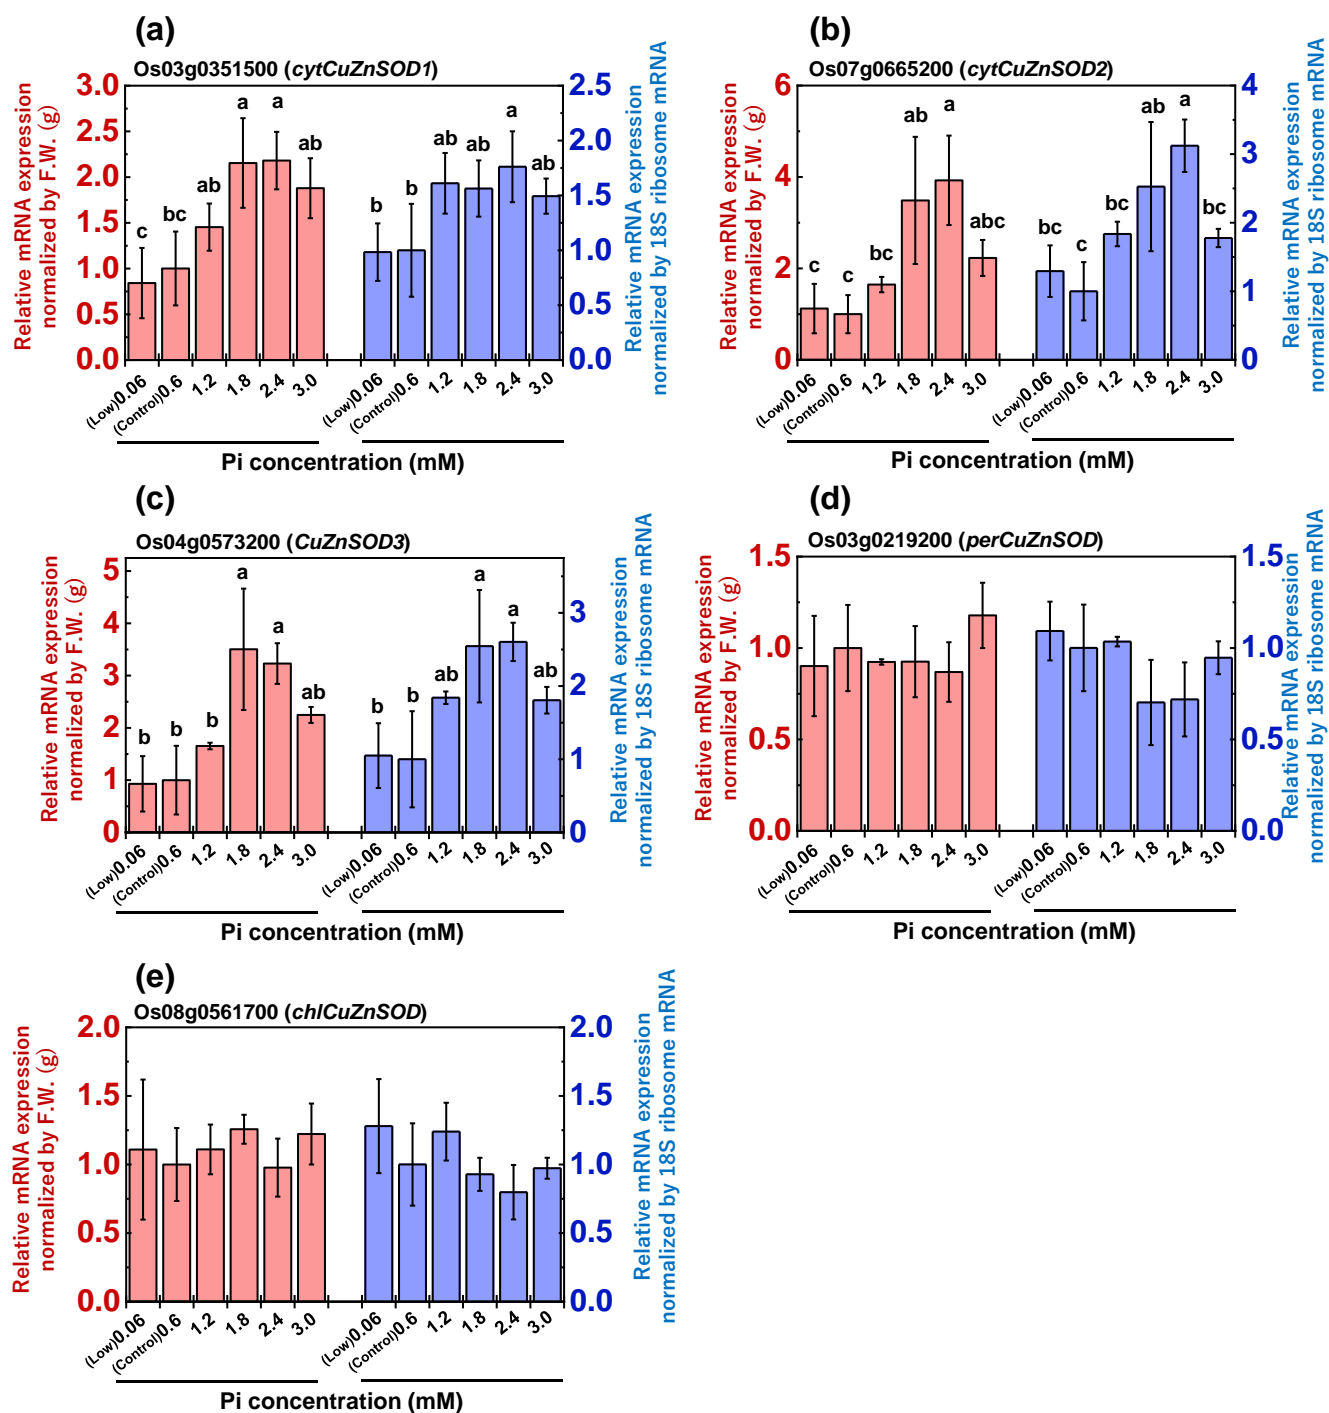 (a)
Os03g0351500 (cytCuZnSOD1)
Relative mRNA expression
normalized by F.W. (g)
3.0
2.5
2.0
1.5
1.0
0.5
0.0
c
bc
ab
a
a
ab
b
b
ab
ab
a
ab
2.5
2.0
1.5
1.0
0.5
0.0
Relative mRNA expression
normalized by 18S ribosome mRNA
(Low)0.06
(Control)0.6
1.2
1.8
2.4
3.0
(Low)0.06
(Control)0.6
1.2
1.8
2.4
3.0
Pi concentration (mM)
(b)
Os07g0665200 (cytCuZnSOD2)
Relative mRNA expression
normalized by F.W. (g)
6
4
2
0
c
c
bc
ab
a
abc
bc
c
bc
ab
a
bc
4
3
2
1
0
Relative mRNA expression
normalized by 18S ribosome mRNA
(Low)0.06
(Control)0.6
1.2
1.8
2.4
3.0
(Low)0.06
(Control)0.6
1.2
1.8
2.4
3.0
Pi concentration (mM)
(c)
Os04g0573200 (CuZnSOD3)
Relative mRNA expression
normalized by F.W. (g)
5
4
3
2
1
0
b
b
b
a
a
ab
b
b
ab
a
a
ab
3
2
1
0
Relative mRNA expression
normalized by 18S ribosome mRNA
(Low)0.06
(Control)0.6
1.2
1.8
2.4
3.0
(Low)0.06
(Control)0.6
1.2
1.8
2.4
3.0
Pi concentration (mM)
(d)
Os03g0219200 (perCuZnSOD)
Relative mRNA expression
normalized by F.W. (g)
1.5
1.0
0.5
0.0
1.5
1.0
0.5
0.0
Relative mRNA expression
normalized by 18S ribosome mRNA
(Low)0.06
(Control)0.6
1.2
1.8
2.4
3.0
(Low)0.06
(Control)0.6
1.2
1.8
2.4
3.0
Pi concentration (mM)
(e)
Os08g0561700 (chlCuZnSOD)
Relative mRNA expression
normalized by F.W. (g)
2.0
1.5
1.0
0.5
0.0
2.0
1.5
1.0
0.5
0.0
Relative mRNA expression
normalized by 18S ribosome mRNA
(Low)0.06
(Control)0.6
1.2
1.8
2.4
3.0
(Low)0.06
(Control)0.6
1.2
1.8
2.4
3.0
Pi concentration (mM)